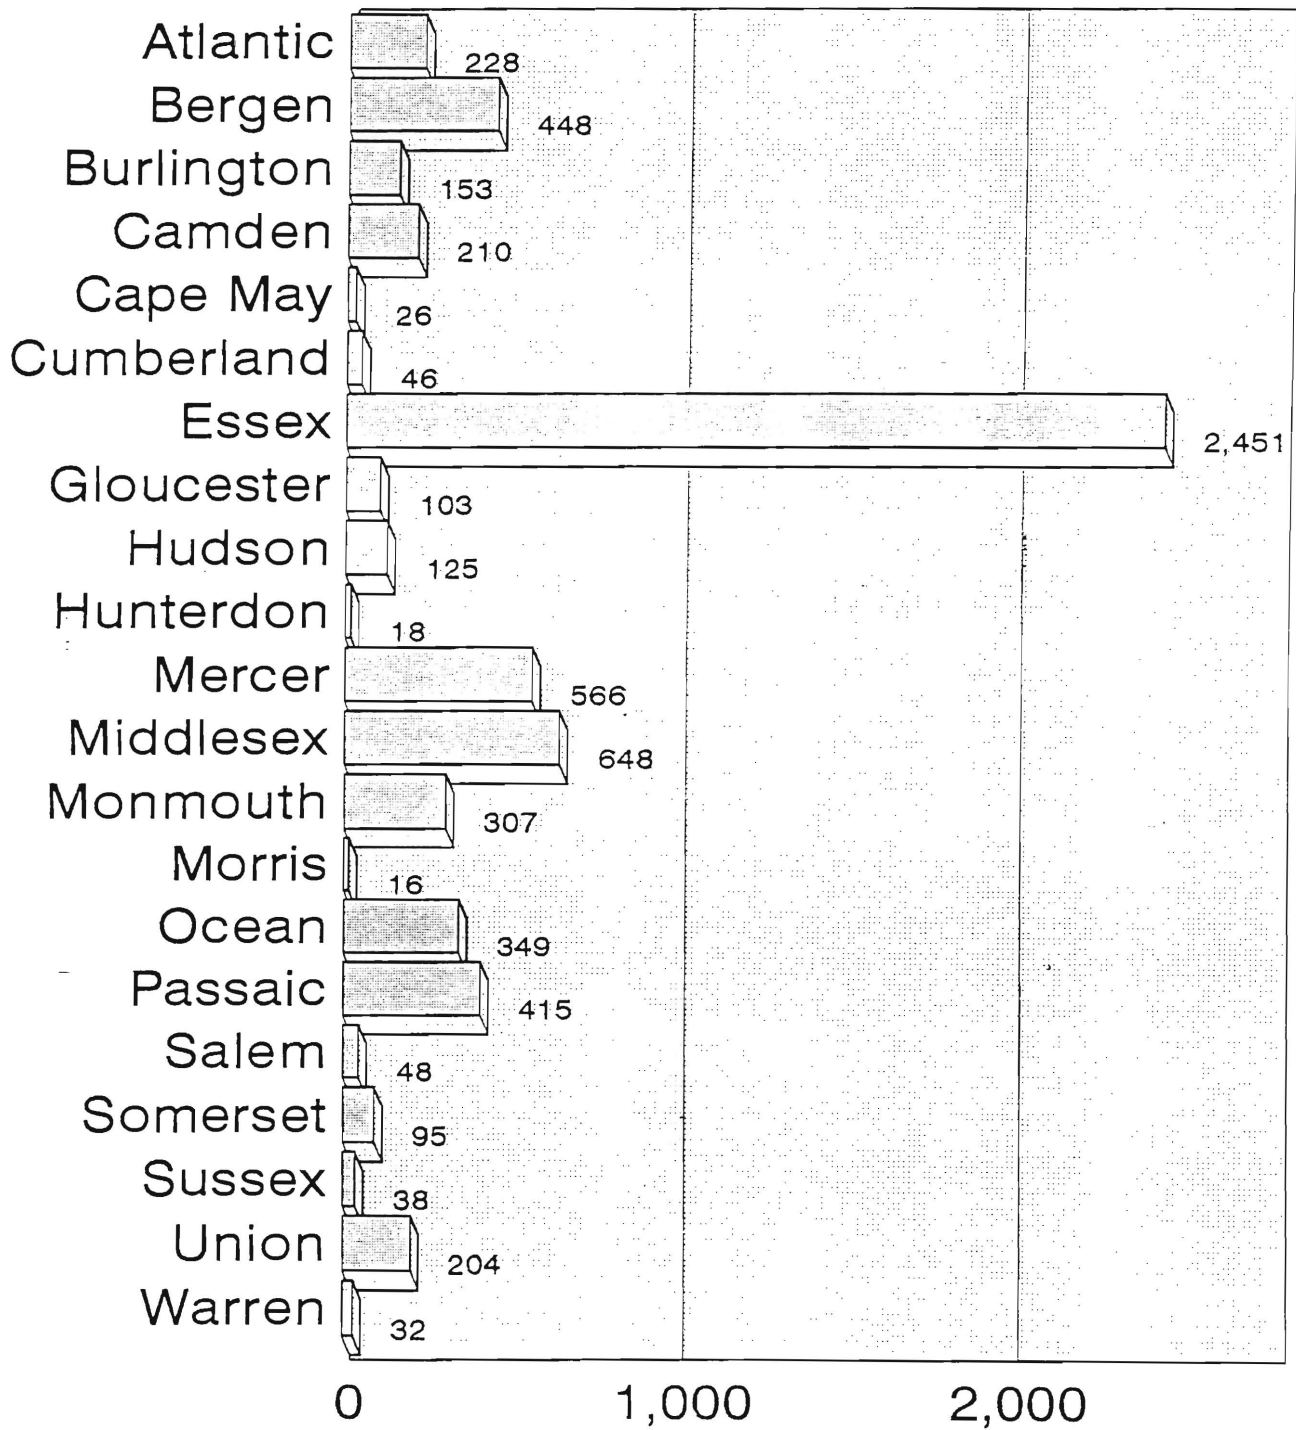 Atlantic 228
Bergen 448
Burlington 153
Camden 210
Cape May 26
Cumberland 46
Essex 2,451
Gloucester 103
Hudson 125
Hunterdon 18
Mercer 566
Middlesex 648
Monmouth 307
Morris 16
Ocean 349
Passaic 415
Salem 48
Somerset 95
Sussex 38
Union 204
Warren 32
0 1,000 2,000